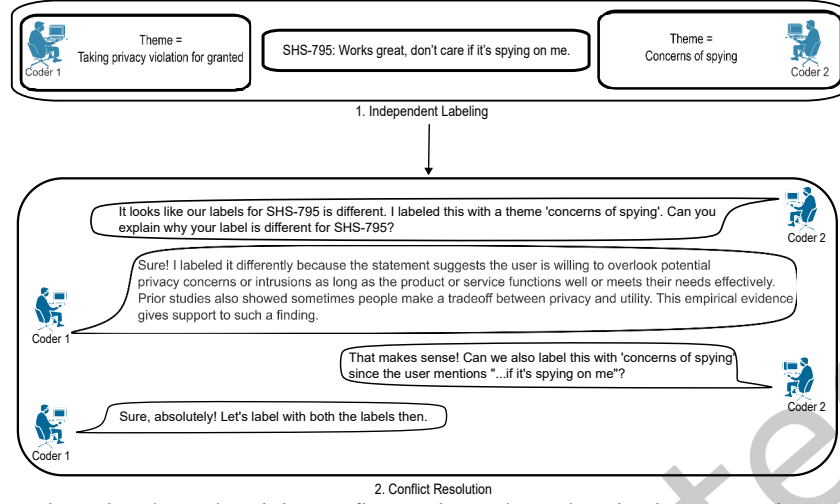 Theme =
Taking privacy violation for granted
Coder 1
SHS-795: Works great, don't care if it's spying on me.
Theme =
Concerns of spying
Coder 2
1. Independent Labeling
It looks like our labels for SHS-795 is different. I labeled this with a theme 'concerns of spying'. Can you
explain why your label is different for SHS-795?
Coder 2
Sure! I labeled it differently because the statement suggests the user is willing to overlook potential
privacy concerns or intrusions as long as the product or service functions well or meets their needs effectively.
Prior studies also showed sometimes people make a tradeoff between privacy and utility. This empirical evidence
gives support to such a finding.
Coder 1
That makes sense! Can we also label this with 'concerns of spying'
since the user mentions "...if it's spying on me"?
Coder 2
Sure, absolutely! Let's label with both the labels then.
Coder 1
2. Conflict Resolution